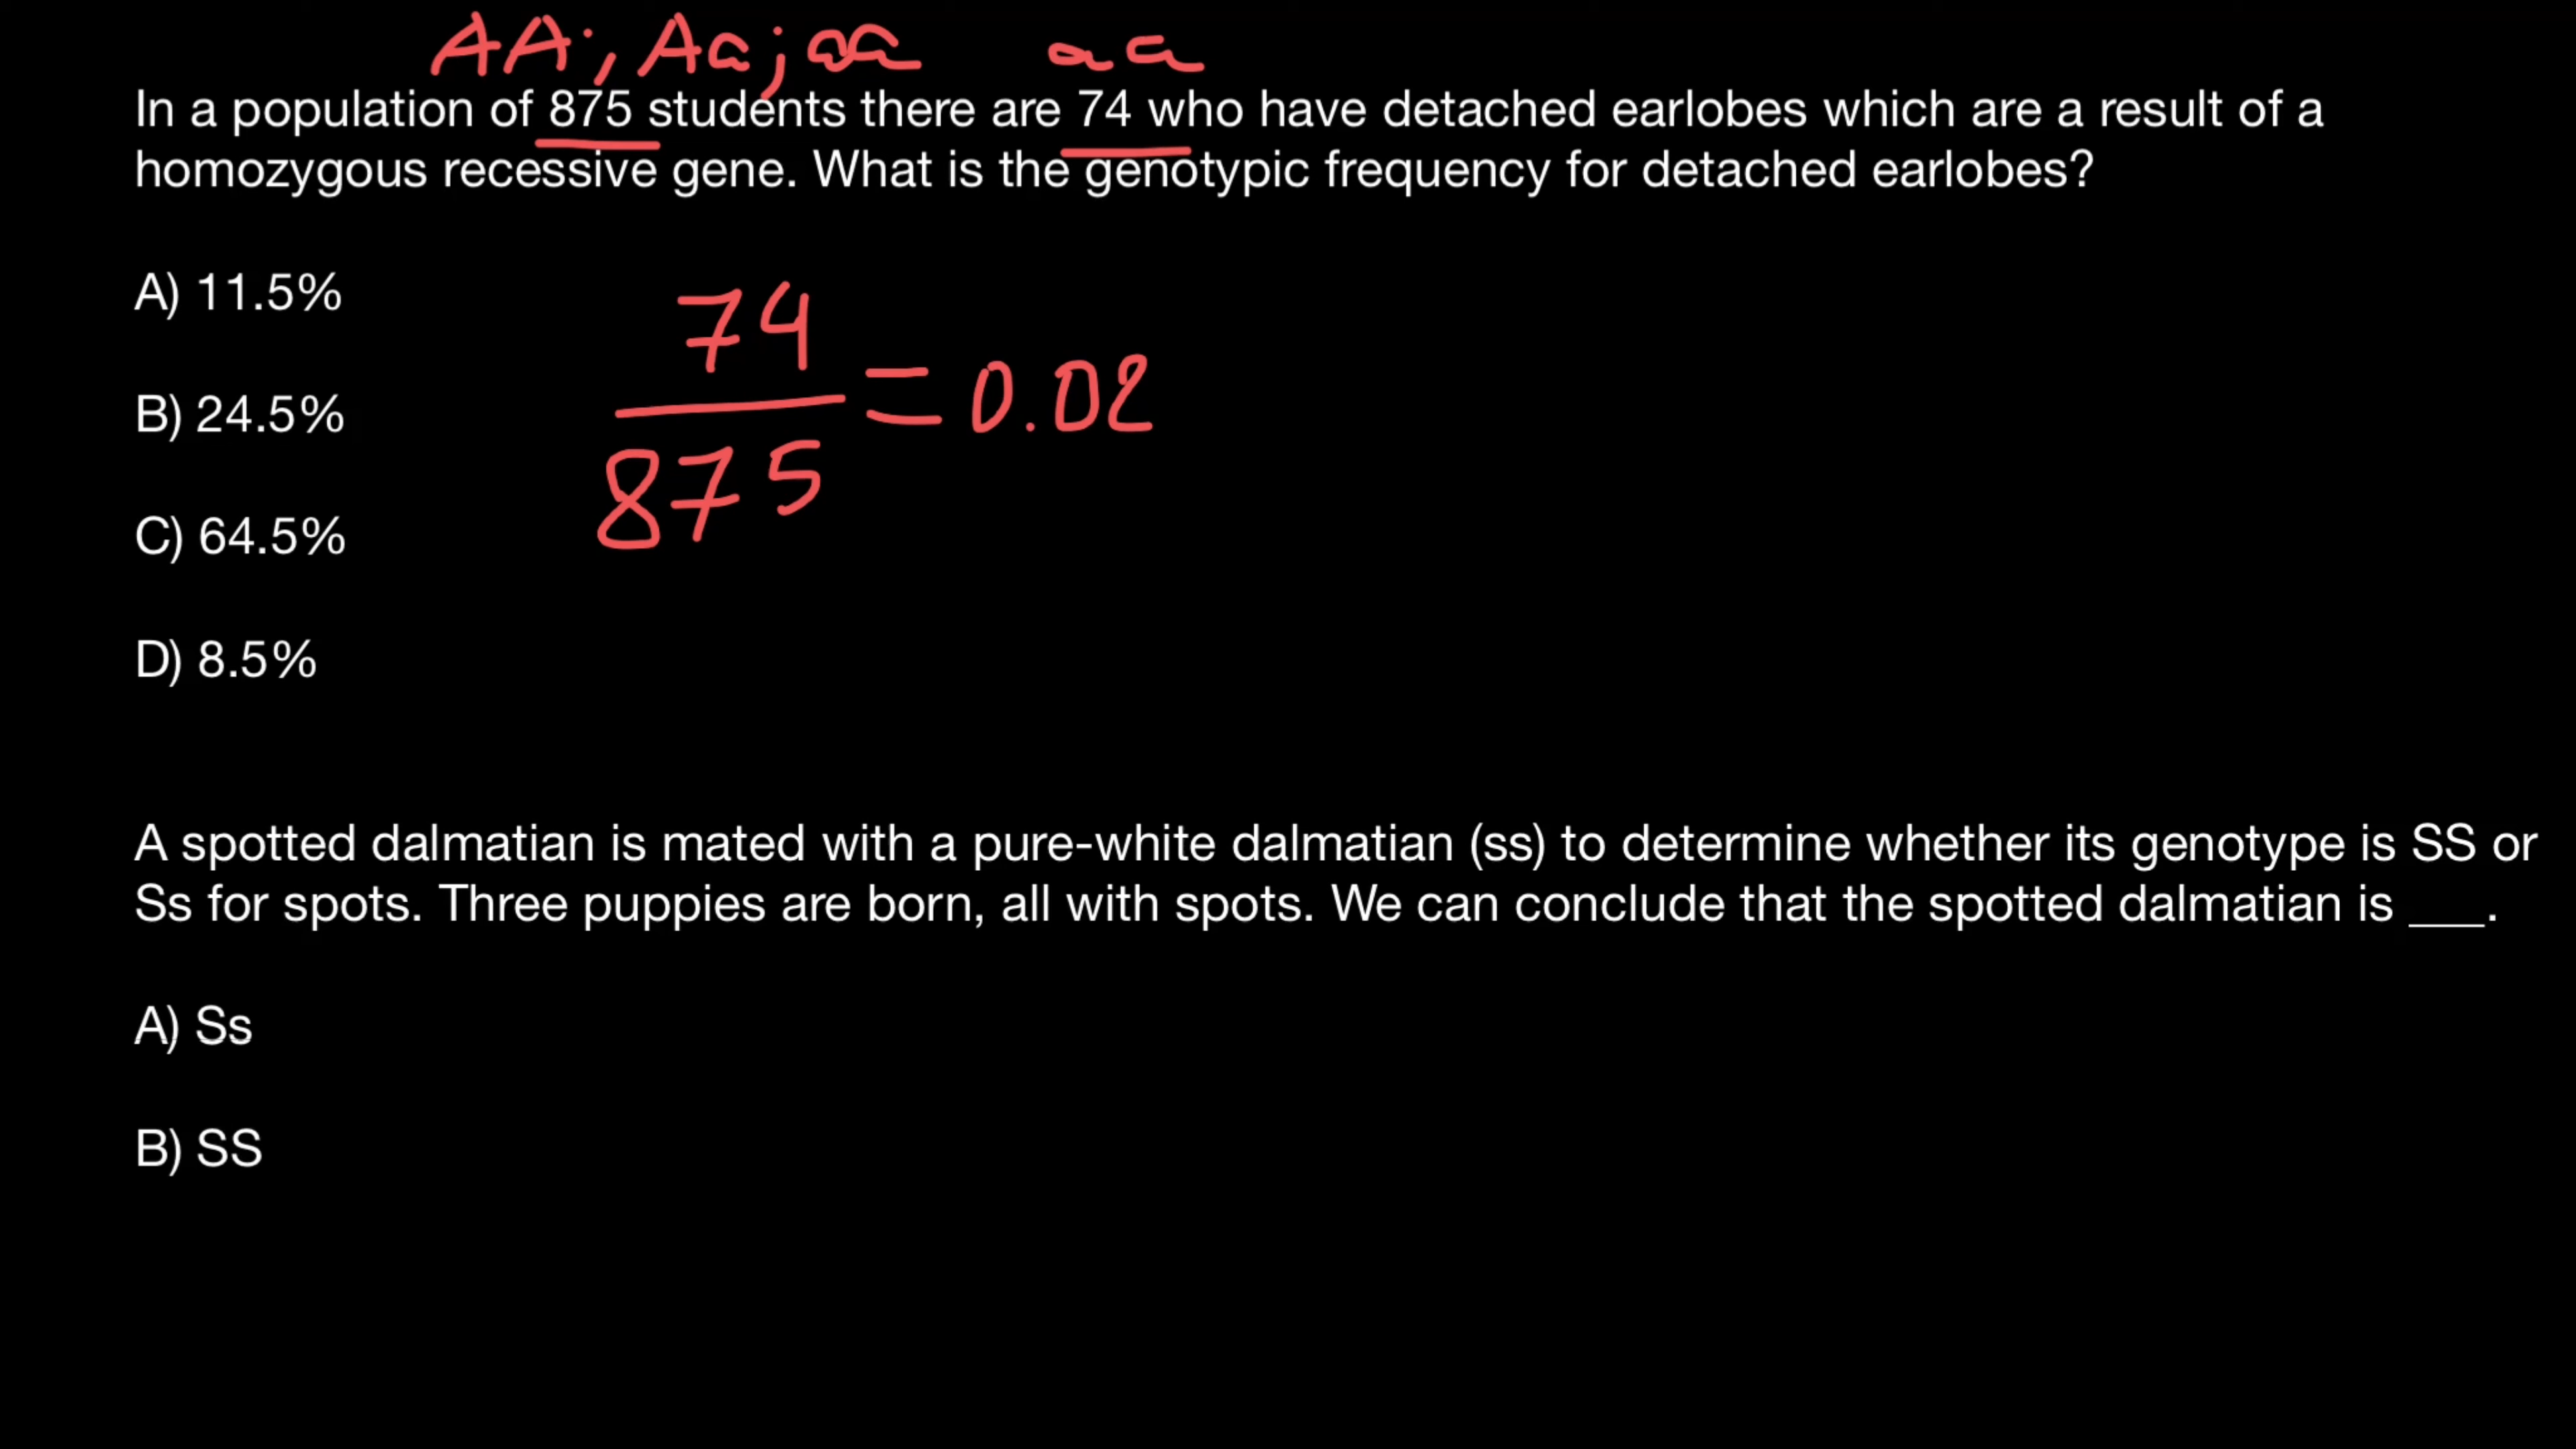 AA; Aa; aa aa
In a population of 875 students there are 74 who have detached earlobes which are a result of a
homozygous recessive gene. What is the genotypic frequency for detached earlobes?
A) 11.5%
B) 24.5%
C) 64.5%
D) 8.5%
74
875
= 0.02
A spotted dalmatian is mated with a pure-white dalmatian (ss) to determine whether its genotype is SS or
Ss for spots. Three puppies are born, all with spots. We can conclude that the spotted dalmatian is ___.
A) Ss
B) SS